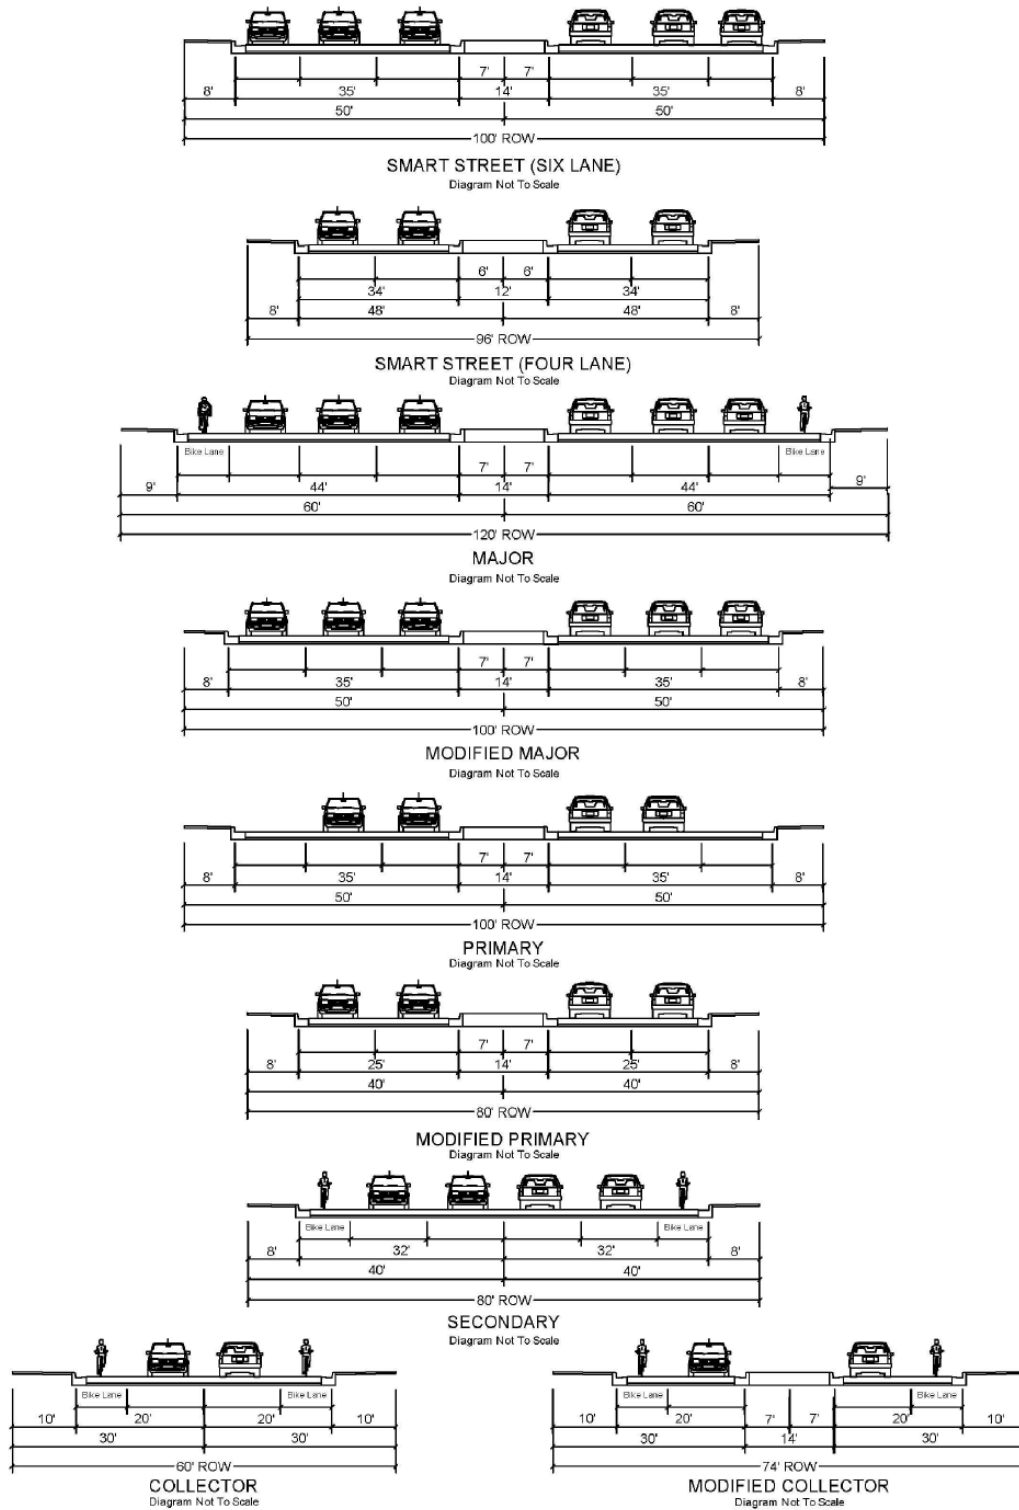 7' 7'
8' 35' 14' 35' 8'
50' 50'
100' ROW
SMART STREET (SIX LANE)
Diagram Not To Scale
6' 6'
34' 12' 34'
8' 48' 48' 8'
96' ROW
SMART STREET (FOUR LANE)
Diagram Not To Scale
Bike Lane Bike Lane
7' 7'
9' 44' 14' 44' 9'
60' 60'
120' ROW
MAJOR
Diagram Not To Scale
7' 7'
8' 35' 14' 35' 8'
50' 50'
100' ROW
MODIFIED MAJOR
Diagram Not To Scale
7' 7'
8' 35' 14' 35' 8'
50' 50'
100' ROW
PRIMARY
Diagram Not To Scale
7' 7'
8' 25' 14' 25' 8'
40' 40'
80' ROW
MODIFIED PRIMARY
Diagram Not To Scale
Bike Lane Bike Lane
8' 32' 32' 8'
40' 40'
80' ROW
SECONDARY
Diagram Not To Scale
Bike Lane Bike Lane
10' 20' 20' 10'
30' 30'
60' ROW
COLLECTOR
Diagram Not To Scale
Bike Lane Bike Lane
10' 20' 7' 7' 20' 10'
30' 14' 30'
74' ROW
MODIFIED COLLECTOR
Diagram Not To Scale